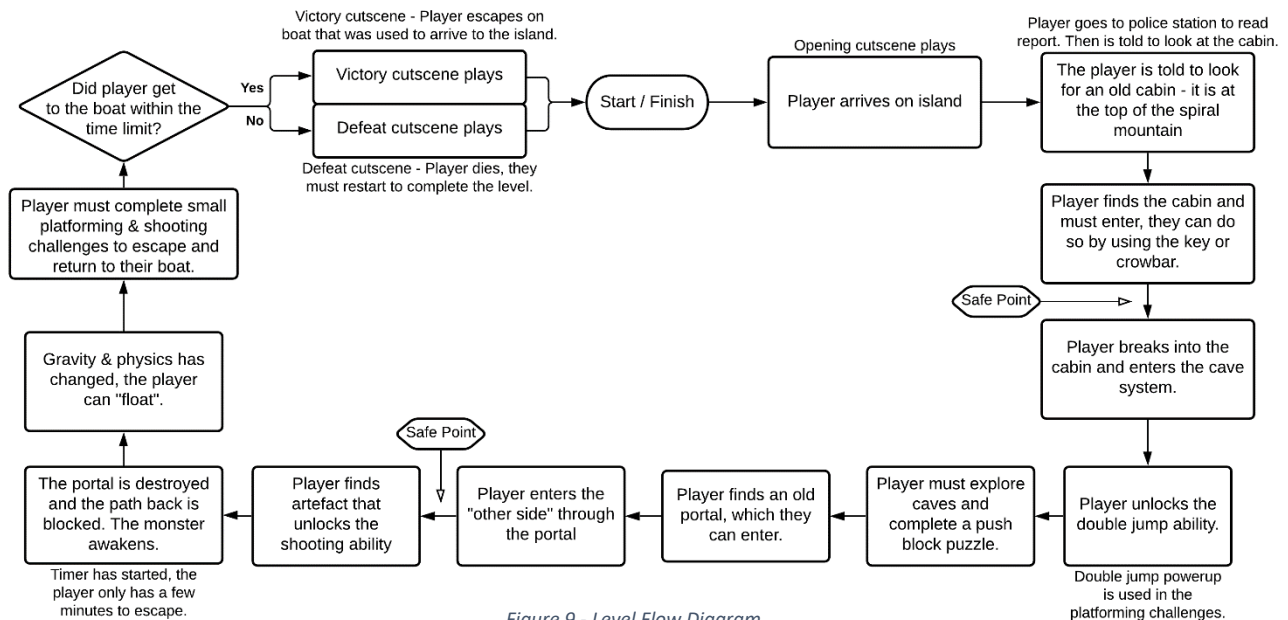 Victory cutscene - Player escapes on
boat that was used to arrive to the island.
Did player get
to the boat within the
time limit?
Yes
No
Victory cutscene plays
Defeat cutscene plays
Defeat cutscene - Player dies, they
must restart to complete the level.
Start / Finish
Opening cutscene plays
Player arrives on island
Player goes to police station to read
report. Then is told to look at the cabin.
The player is told to look
for an old cabin - it is at
the top of the spiral
mountain
Player finds the cabin and
must enter, they can do
so by using the key or
crowbar.
Safe Point
Player breaks into the
cabin and enters the cave
system.
Player unlocks the
double jump ability.
Double jump powerup
is used in the
platforming challenges.
Player must explore
caves and
complete a push
block puzzle.
Player finds an old
portal, which they
can enter.
Player enters the
"other side" through
the portal
Safe Point
Player finds
artefact that
unlocks the
shooting ability
The portal is destroyed
and the path back is
blocked. The monster
awakens.
Timer has started, the
player only has a few
minutes to escape.
Gravity & physics has
changed, the player
can "float".
Player must complete small
platforming & shooting
challenges to escape and
return to their boat.
Figure 9 - Level Flow Diagram